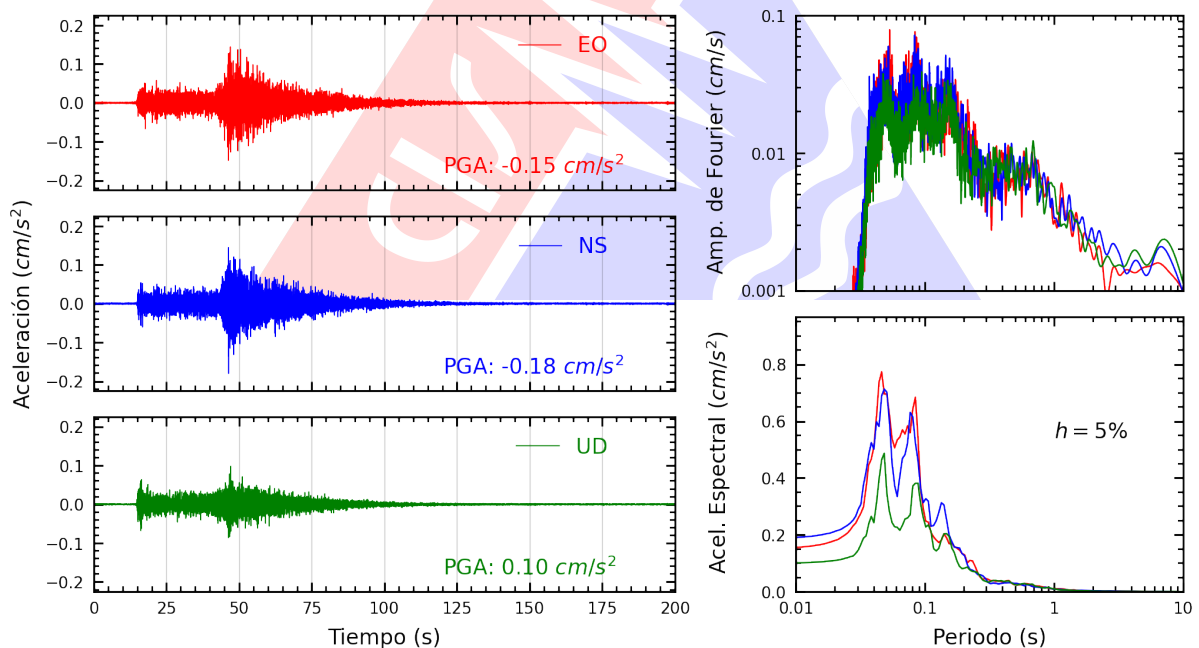 Aceleración (cm/s²)
0.2
0.1
0.0
−0.1
−0.2
EO
PGA: -0.15 cm/s²
0.2
0.1
0.0
−0.1
−0.2
NS
PGA: -0.18 cm/s²
0.2
0.1
0.0
−0.1
−0.2
UD
PGA: 0.10 cm/s²
0 25 50 75 100 125 150 175 200
Tiempo (s)
Amp. de Fourier (cm/s)
0.1
0.01
0.001
Acel. Espectral (cm/s²)
0.8
0.6
0.4
0.2
0.0
h = 5%
0.01 0.1 1 10
Periodo (s)